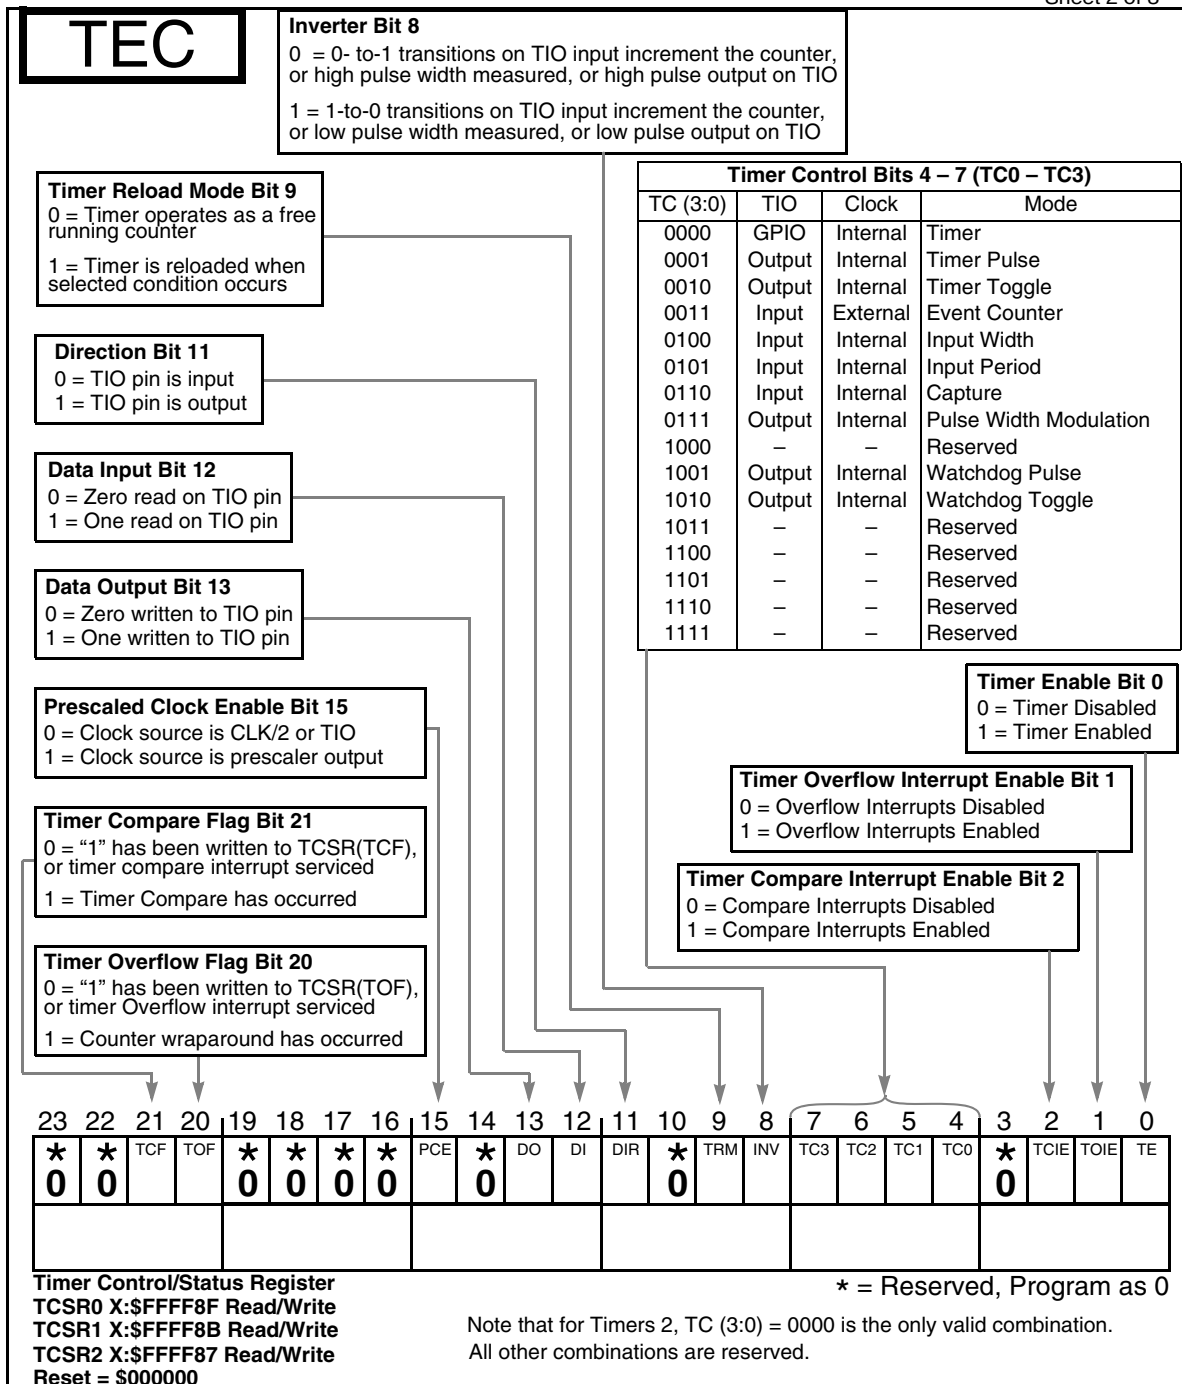 Sheet 2 of 3
TEC
Inverter Bit 8
0 = 0- to-1 transitions on TIO input increment the counter,
or high pulse width measured, or high pulse output on TIO
1 = 1-to-0 transitions on TIO input increment the counter,
or low pulse width measured, or low pulse output on TIO
Timer Reload Mode Bit 9
0 = Timer operates as a free
running counter
1 = Timer is reloaded when
selected condition occurs
Timer Control Bits 4 – 7 (TC0 – TC3)
TC (3:0) TIO Clock Mode
0000 GPIO Internal Timer
0001 Output Internal Timer Pulse
0010 Output Internal Timer Toggle
0011 Input External Event Counter
0100 Input Internal Input Width
0101 Input Internal Input Period
0110 Input Internal Capture
0111 Output Internal Pulse Width Modulation
1000 – – Reserved
1001 Output Internal Watchdog Pulse
1010 Output Internal Watchdog Toggle
1011 – – Reserved
1100 – – Reserved
1101 – – Reserved
1110 – – Reserved
1111 – – Reserved
Direction Bit 11
0 = TIO pin is input
1 = TIO pin is output
Data Input Bit 12
0 = Zero read on TIO pin
1 = One read on TIO pin
Data Output Bit 13
0 = Zero written to TIO pin
1 = One written to TIO pin
Prescaled Clock Enable Bit 15
0 = Clock source is CLK/2 or TIO
1 = Clock source is prescaler output
Timer Enable Bit 0
0 = Timer Disabled
1 = Timer Enabled
Timer Overflow Interrupt Enable Bit 1
0 = Overflow Interrupts Disabled
1 = Overflow Interrupts Enabled
Timer Compare Flag Bit 21
0 = “1” has been written to TCSR(TCF),
or timer compare interrupt serviced
1 = Timer Compare has occurred
Timer Compare Interrupt Enable Bit 2
0 = Compare Interrupts Disabled
1 = Compare Interrupts Enabled
Timer Overflow Flag Bit 20
0 = “1” has been written to TCSR(TOF),
or timer Overflow interrupt serviced
1 = Counter wraparound has occurred
23 22 21 20 19 18 17 16 15 14 13 12 11 10 9 8 7 6 5 4 3 2 1 0
* * TCF TOF * * * * PCE * DO DI DIR * TRM INV TC3 TC2 TC1 TC0 * TCIE TOIE TE
0 0 0 0 0 0 0 0 0
Timer Control/Status Register
TCSR0 X:$FFFF8F Read/Write
TCSR1 X:$FFFF8B Read/Write
TCSR2 X:$FFFF87 Read/Write
Reset = $000000
* = Reserved, Program as 0
Note that for Timers 2, TC (3:0) = 0000 is the only valid combination.
All other combinations are reserved.